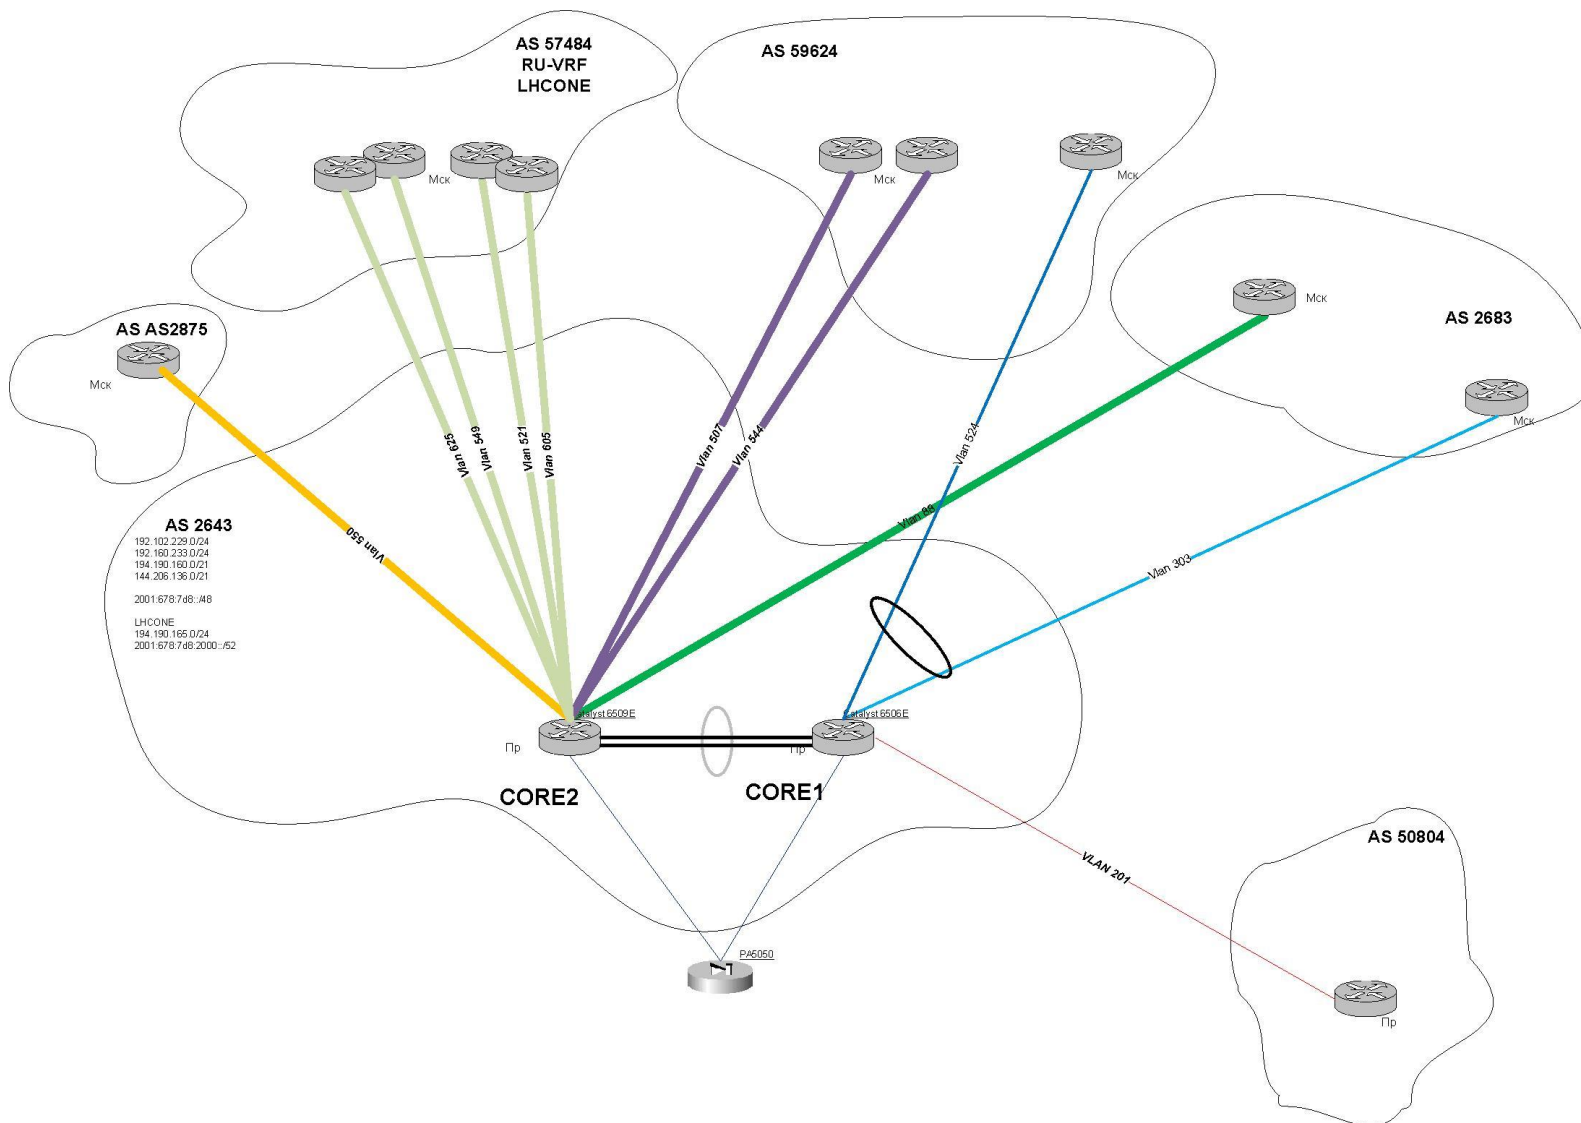 AS 57484
RU-VRF
LHCONE
AS 59624
Мск
Мск
Мск
Мск
AS 2683
AS AS2875
Мск
Мск
Vlan 625
Vlan 549
Vlan 521
Vlan 605
Vlan 507
Vlan 544
Vlan 524
Vlan 88
Vlan 303
Vlan 550
AS 2643
192.102.229.0/24
192.160.233.0/24
194.190.160.0/21
144.206.136.0/21
2001:678:7d8::/48
LHCONE
194.190.165.0/24
2001:678:7d8:2000::/52
Catalyst 6509E
Catalyst 6506E
Пр
Пр
CORE2
CORE1
VLAN 201
AS 50804
PA5050
Пр